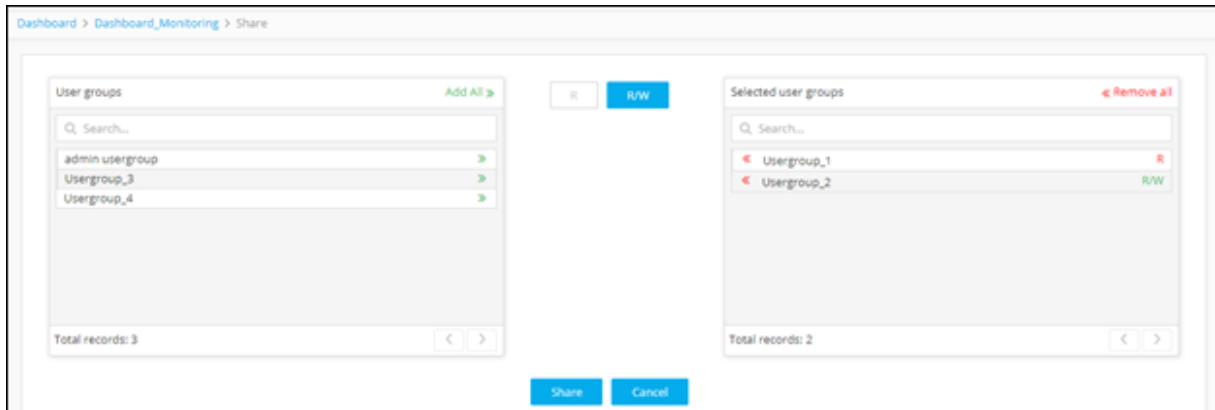 Dashboard > Dashboard_Monitoring > Share
User groups Add All »
R R/W
Selected user groups « Remove all
Search...
Search...
admin usergroup »
Usergroup_3 »
Usergroup_4 »
« Usergroup_1 R
« Usergroup_2 R/W
Total records: 3 < >
Total records: 2 < >
Share Cancel